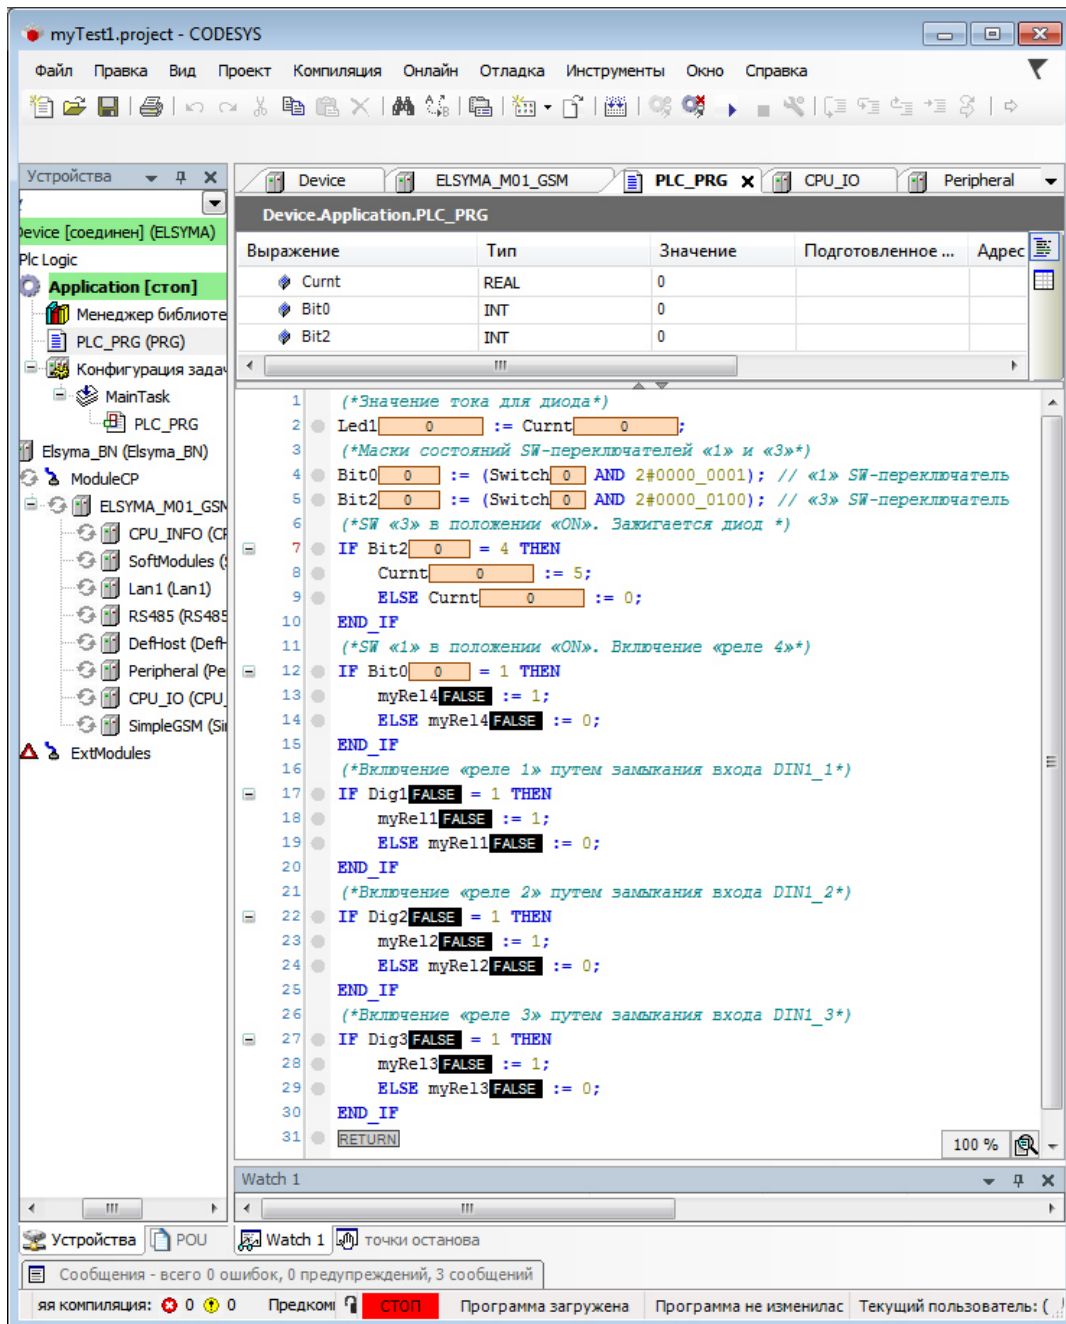 myTest1.project - CODESYS
Файл Правка Вид Проект Компиляция Онлайн Отладка Инструменты Окно Справка
Устройства
Device ELSYMA_M01_GSM PLC_PRG CPU_IO Peripheral
Device.Application.PLC_PRG
Выражение Тип Значение Подготовленное ... Адрес
Curnt REAL 0
Bit0 INT 0
Bit2 INT 0
Device [соединен] (ELSYMA)
Plc Logic
Application [стоп]
Менеджер библиоте
PLC_PRG (PRG)
Конфигурация задач
MainTask
PLC_PRG
Elsyma_BN (Elsyma_BN)
ModuleCP
ELSYMA_M01_GSM
CPU_INFO (CP
SoftModules (S
Lan1 (Lan1)
RS485 (RS485
DefHost (DefH
Peripheral (Pe
CPU_IO (CPU_
SimpleGSM (Sim
ExtModules
1 (*Значение тока для диода*)
2 Led1 0 := Curnt 0 ;
3 (*Маски состояний SW-переключателей «1» и «3»*)
4 Bit0 0 := (Switch 0 AND 2#0000_0001); // «1» SW-переключатель
5 Bit2 0 := (Switch 0 AND 2#0000_0100); // «3» SW-переключатель
6 (*SW «3» в положении «ON». Зажигается диод *)
7 IF Bit2 0 = 4 THEN
8 Curnt 0 := 5;
9 ELSE Curnt 0 := 0;
10 END_IF
11 (*SW «1» в положении «ON». Включение «реле 4»*)
12 IF Bit0 0 = 1 THEN
13 myRel4 FALSE := 1;
14 ELSE myRel4 FALSE := 0;
15 END_IF
16 (*Включение «реле 1» путем замыкания входа DIN1_1*)
17 IF Dig1 FALSE = 1 THEN
18 myRel1 FALSE := 1;
19 ELSE myRel1 FALSE := 0;
20 END_IF
21 (*Включение «реле 2» путем замыкания входа DIN1_2*)
22 IF Dig2 FALSE = 1 THEN
23 myRel2 FALSE := 1;
24 ELSE myRel2 FALSE := 0;
25 END_IF
26 (*Включение «реле 3» путем замыкания входа DIN1_3*)
27 IF Dig3 FALSE = 1 THEN
28 myRel3 FALSE := 1;
29 ELSE myRel3 FALSE := 0;
30 END_IF
31 RETURN
100 %
Watch 1
Устройства POU Watch 1 точки останова
Сообщения - всего 0 ошибок, 0 предупреждений, 3 сообщений
яя компиляция: 0 0 Предком СТОП Программа загружена Программа не изменилас Текущий пользователь: (